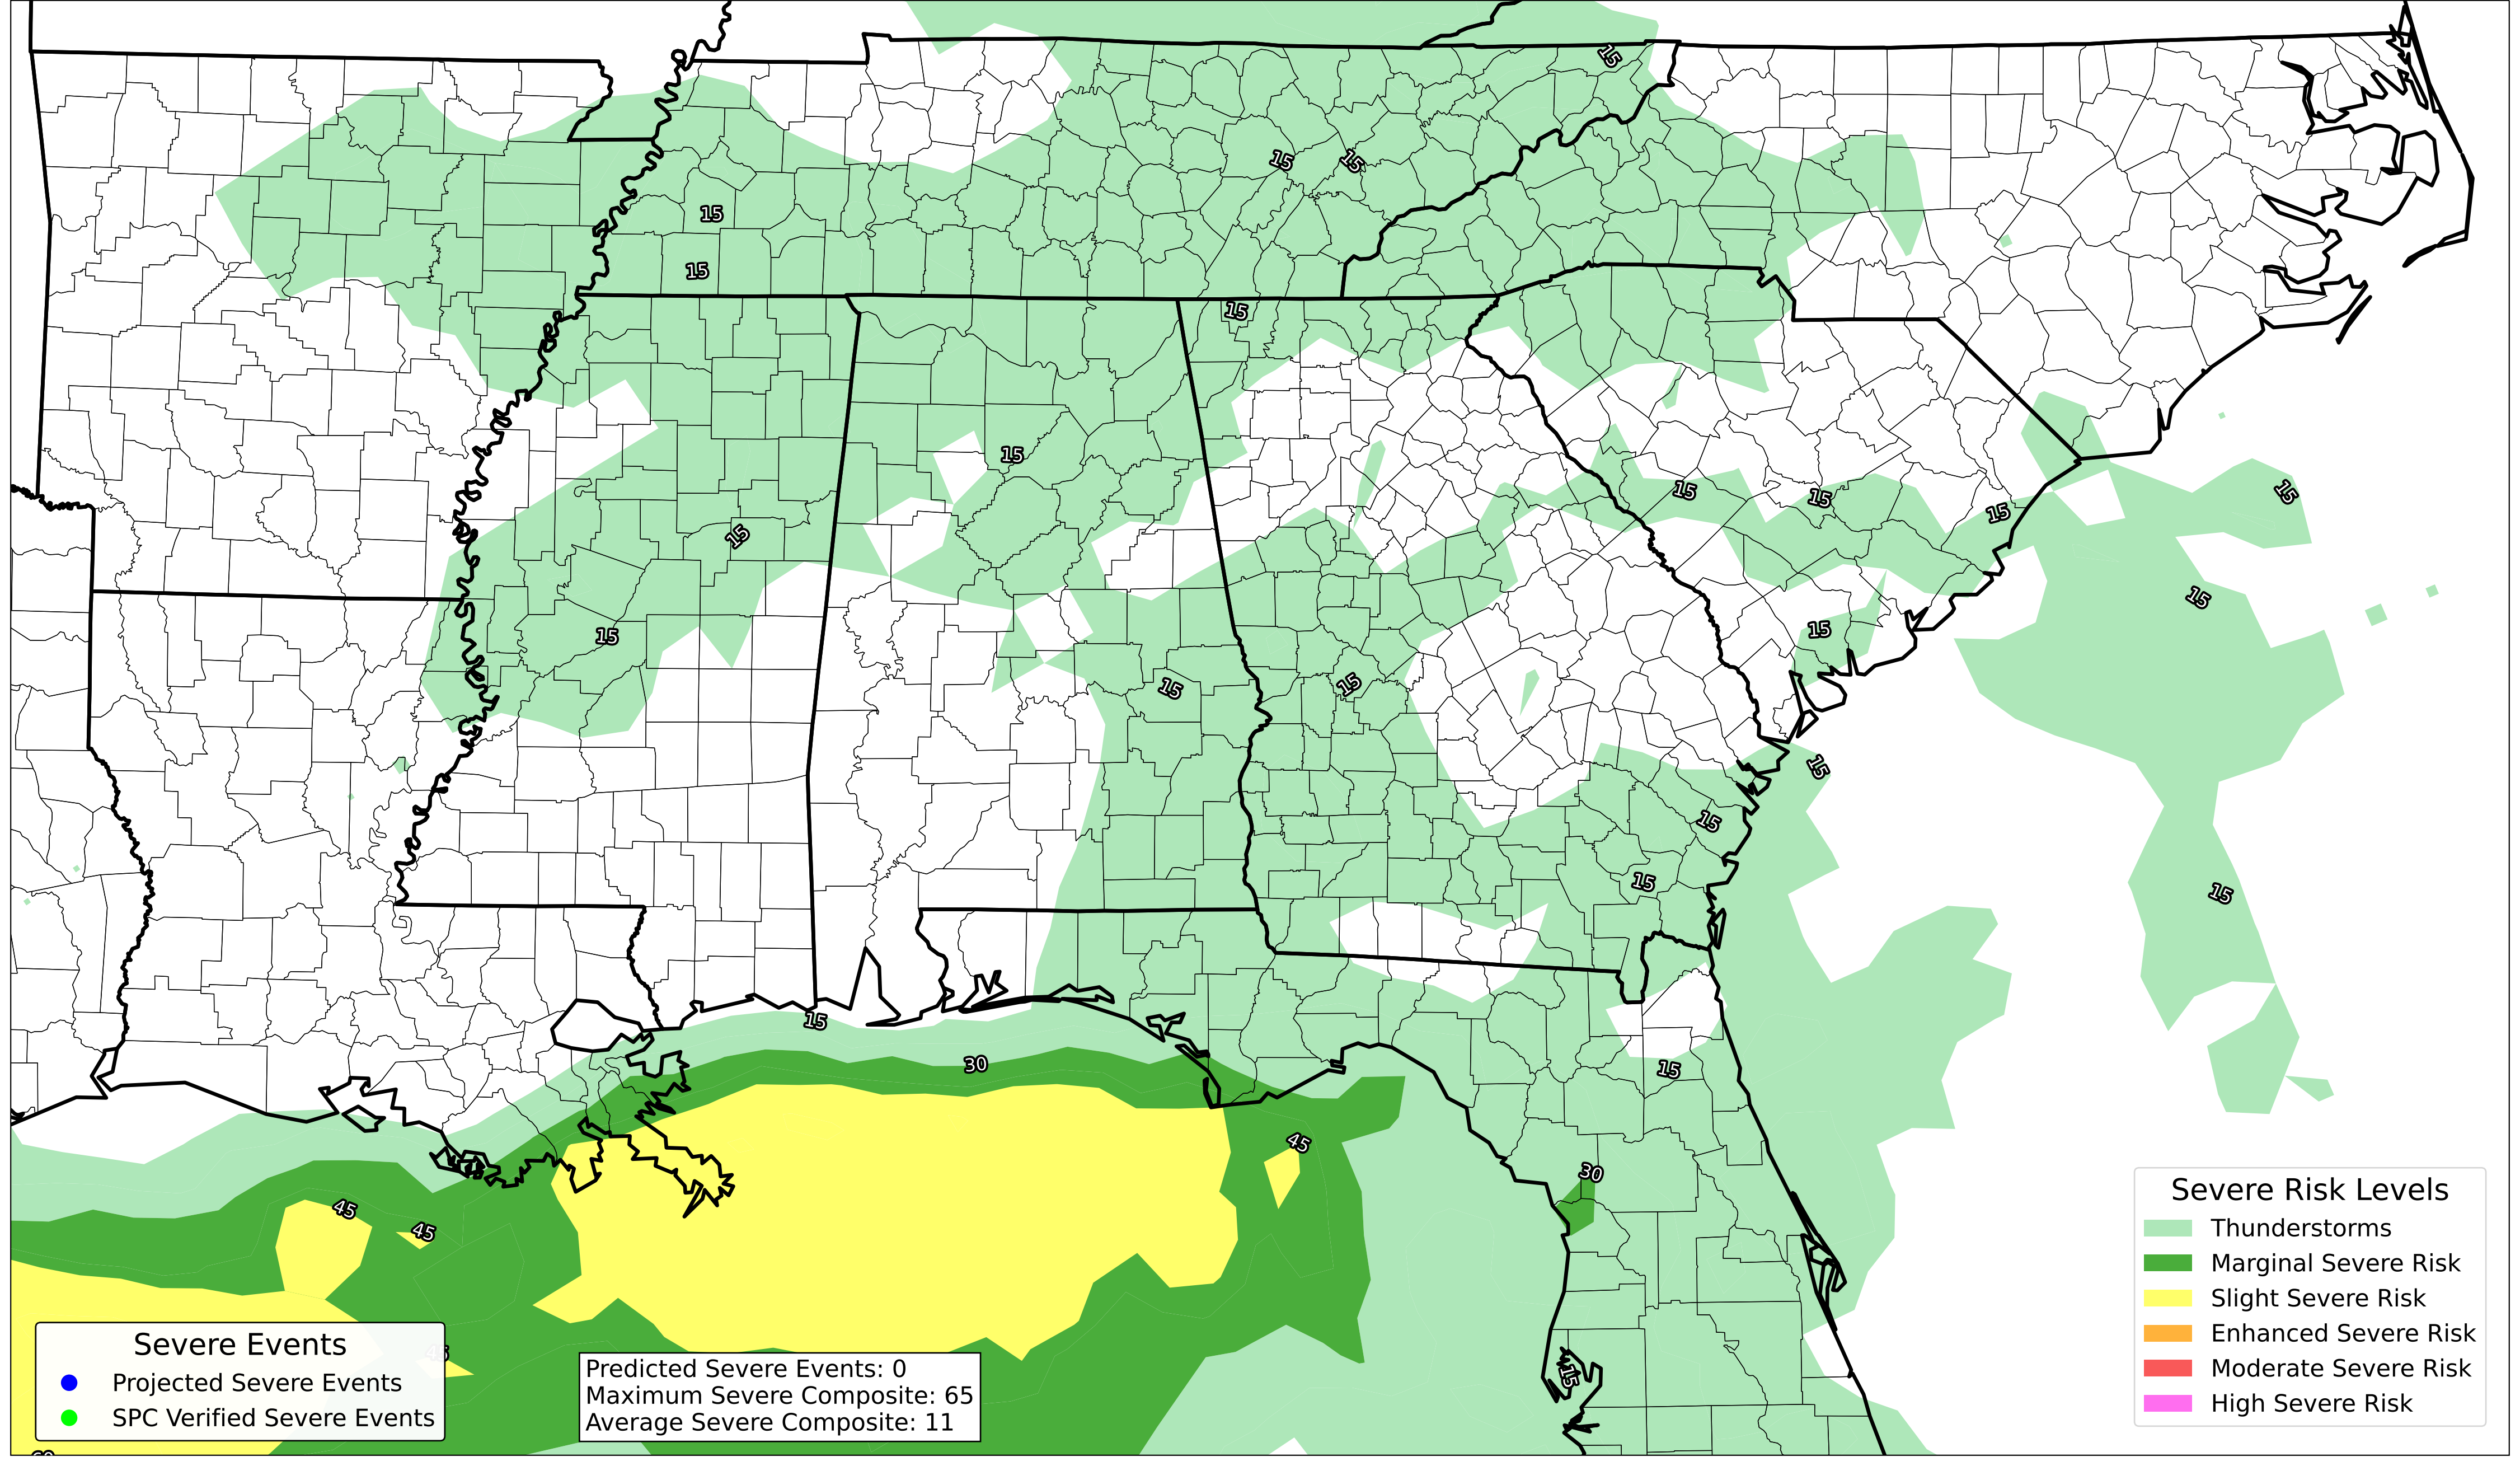 15
15 15
15
15
15
15
15 15 15
15
15
15
15
15
15
15
15
15
15
15
15
15
30
15
45
30
45
45
15
45
Severe Events
Projected Severe Events
SPC Verified Severe Events
Predicted Severe Events: 0
Maximum Severe Composite: 65
Average Severe Composite: 11
Severe Risk Levels
Thunderstorms
Marginal Severe Risk
Slight Severe Risk
Enhanced Severe Risk
Moderate Severe Risk
High Severe Risk